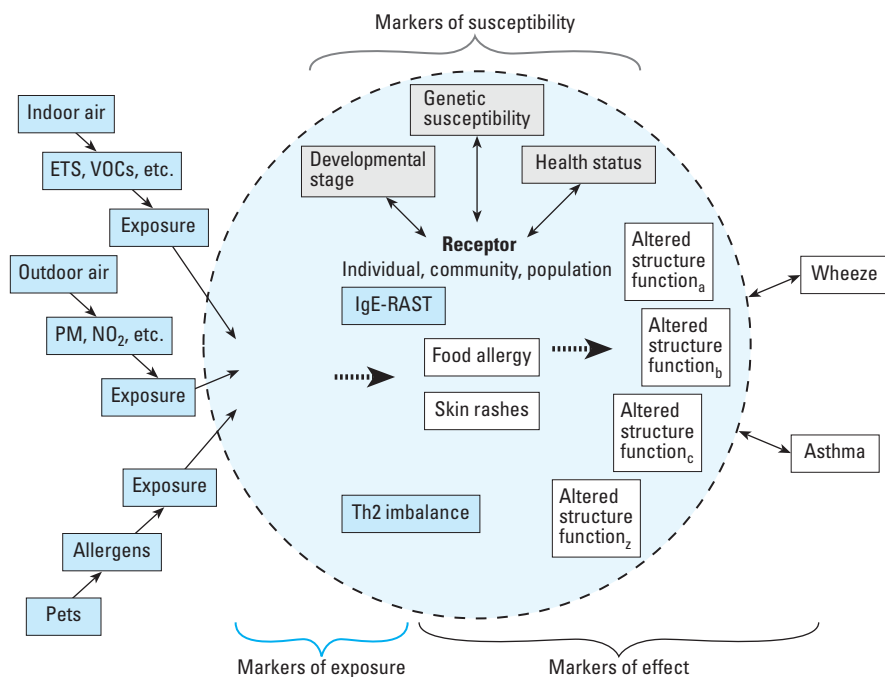 Markers of susceptibility
Genetic
susceptibility
Developmental
stage
Health status
Receptor
Individual, community, population
Indoor air
ETS, VOCs, etc.
Exposure
Outdoor air
PM, NO₂, etc.
Exposure
Exposure
Allergens
Pets
IgE-RAST
Food allergy
Skin rashes
Th2 imbalance
Altered
structure
functionₐ
Altered
structure
function_b
Altered
structure
function_c
Altered
structure
function_z
Wheeze
Asthma
Markers of exposure
Markers of effect